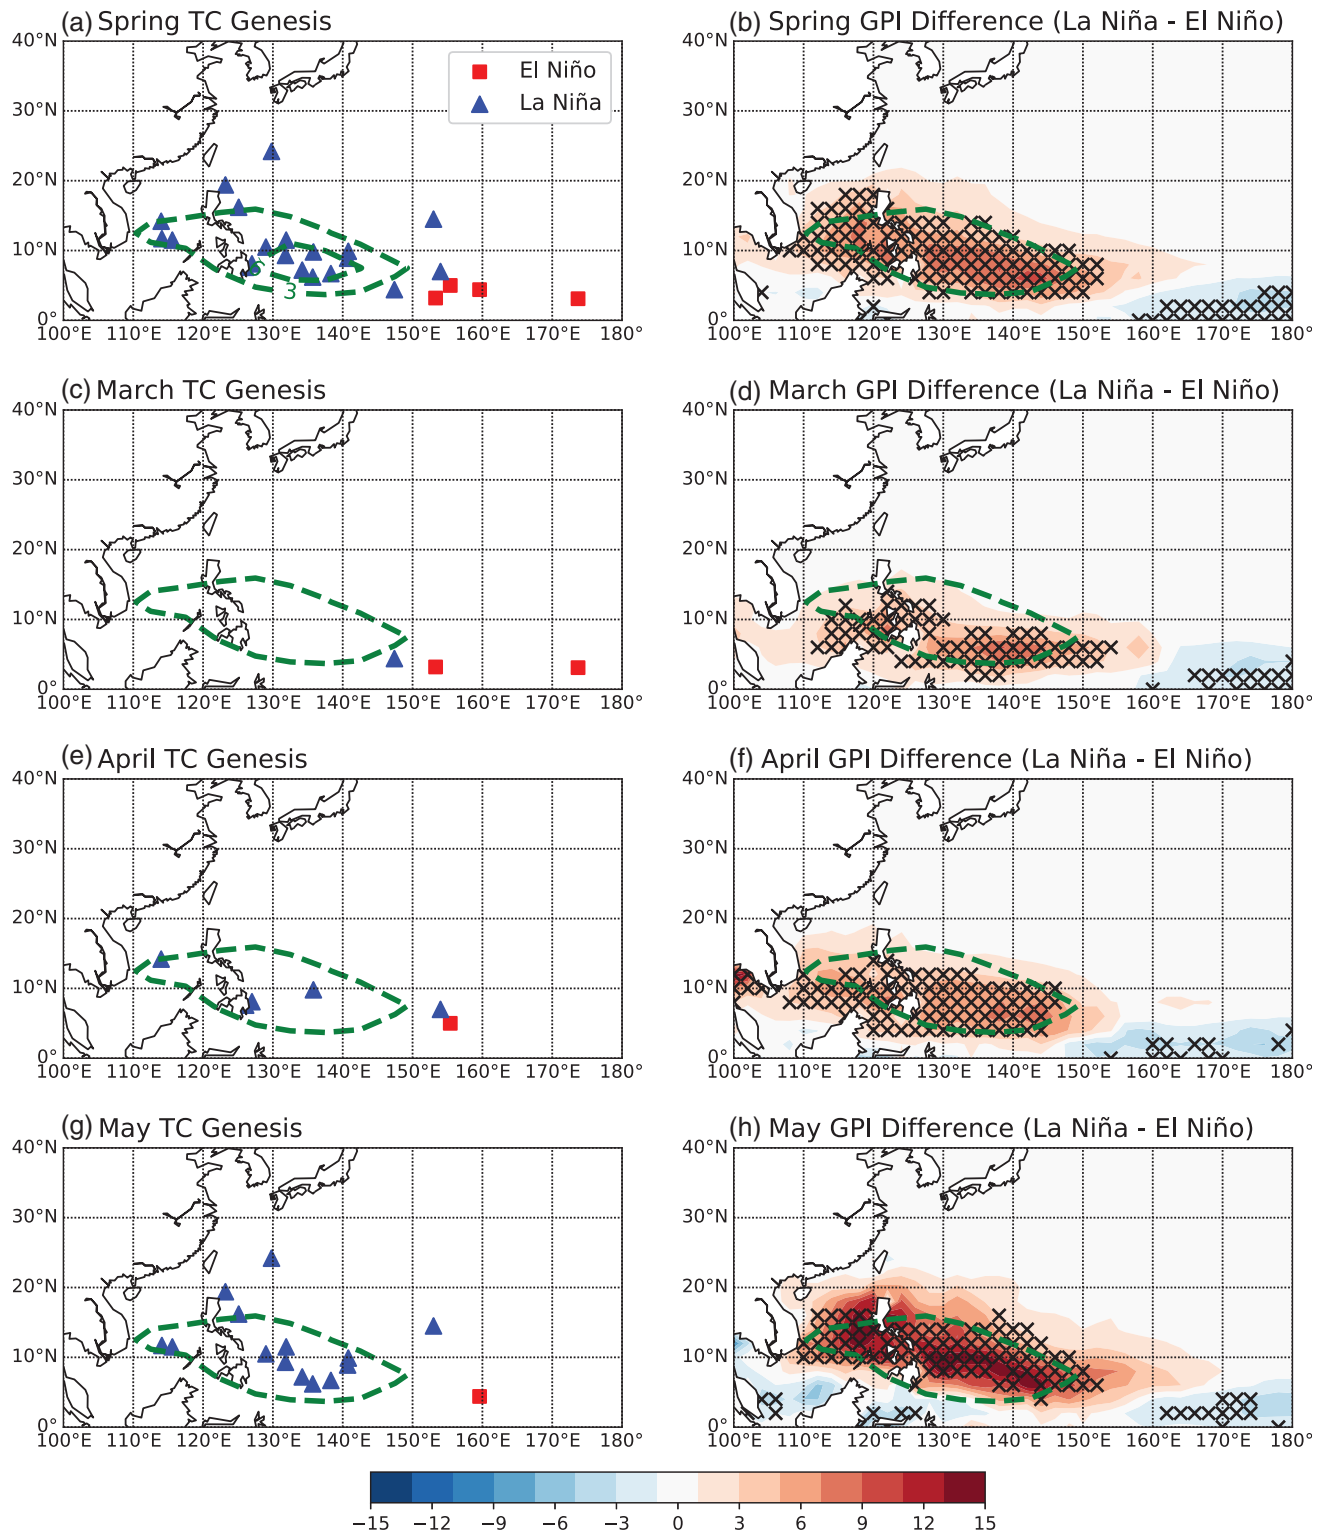 (a) Spring TC Genesis
40°N
30°N
20°N
10°N
0°
100°E 110°E 120°E 130°E 140°E 150°E 160°E 170°E 180°
El Niño
La Niña
3
(b) Spring GPI Difference (La Niña - El Niño)
40°N
30°N
20°N
10°N
0°
100°E 110°E 120°E 130°E 140°E 150°E 160°E 170°E 180°
(c) March TC Genesis
40°N
30°N
20°N
10°N
0°
100°E 110°E 120°E 130°E 140°E 150°E 160°E 170°E 180°
(d) March GPI Difference (La Niña - El Niño)
40°N
30°N
20°N
10°N
0°
100°E 110°E 120°E 130°E 140°E 150°E 160°E 170°E 180°
(e) April TC Genesis
40°N
30°N
20°N
10°N
0°
100°E 110°E 120°E 130°E 140°E 150°E 160°E 170°E 180°
(f) April GPI Difference (La Niña - El Niño)
40°N
30°N
20°N
10°N
0°
100°E 110°E 120°E 130°E 140°E 150°E 160°E 170°E 180°
(g) May TC Genesis
40°N
30°N
20°N
10°N
0°
100°E 110°E 120°E 130°E 140°E 150°E 160°E 170°E 180°
(h) May GPI Difference (La Niña - El Niño)
40°N
30°N
20°N
10°N
0°
100°E 110°E 120°E 130°E 140°E 150°E 160°E 170°E 180°
−15 −12 −9 −6 −3 0 3 6 9 12 15